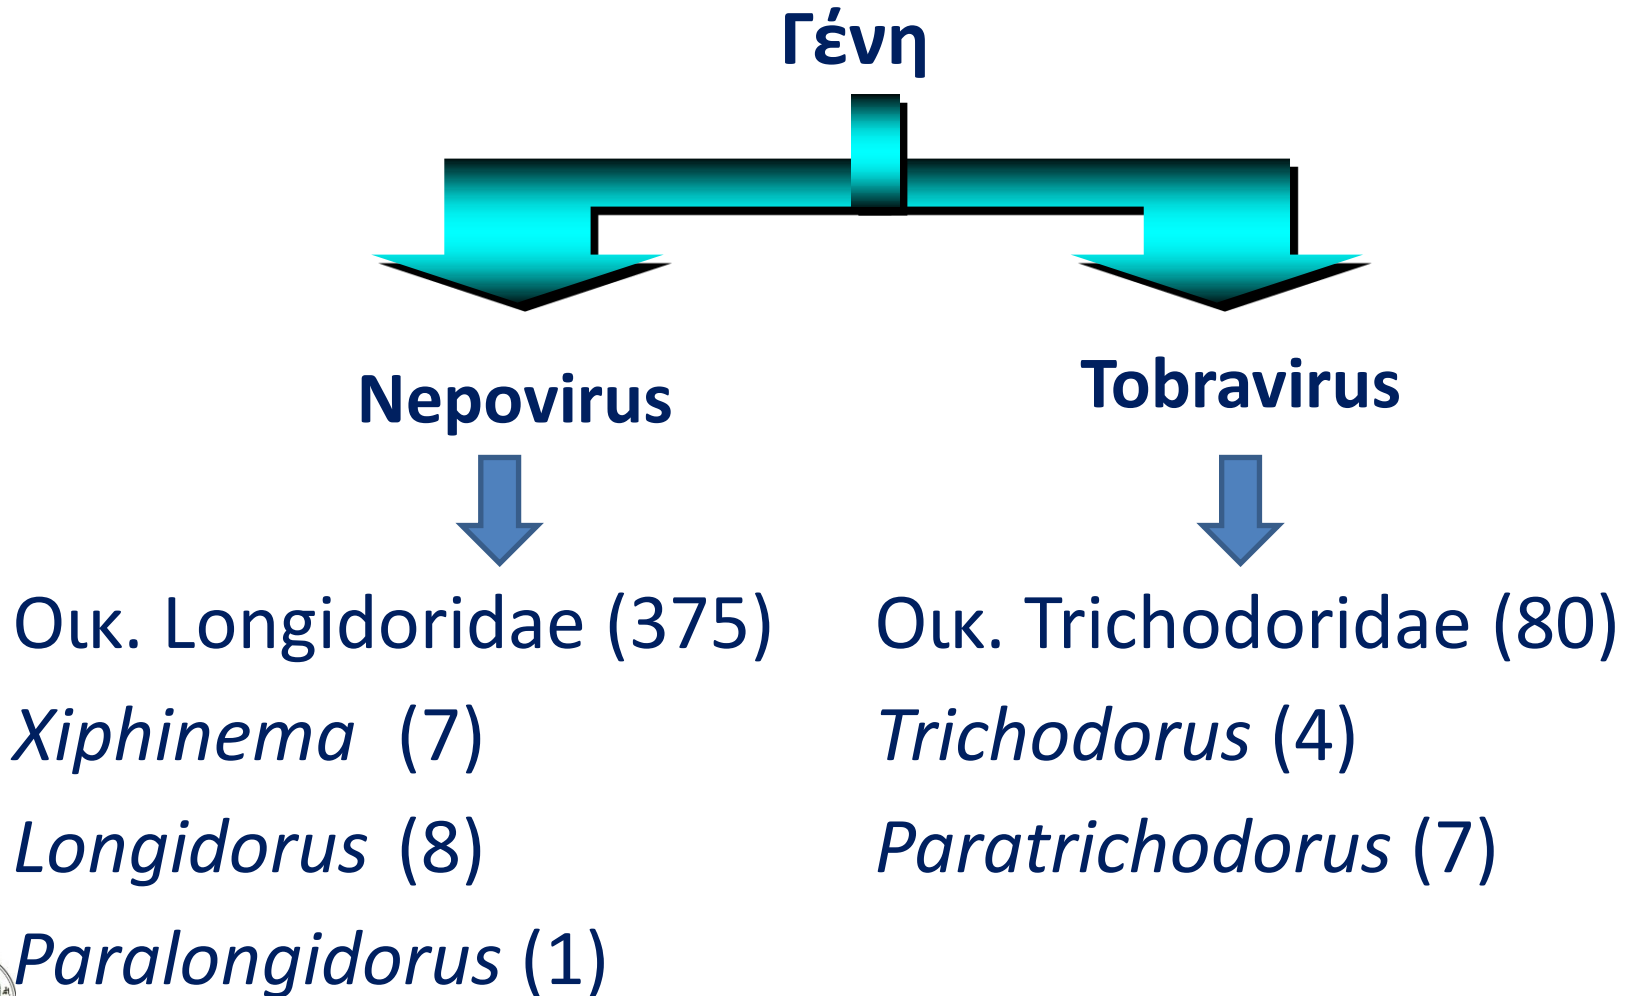 Γένη
Nepovirus
Tobravirus
Οικ. Longidoridae (375)
Xiphinema (7)
Longidorus (8)
Paralongidorus (1)
Οικ. Trichodoridae (80)
Trichodorus (4)
Paratrichodorus (7)